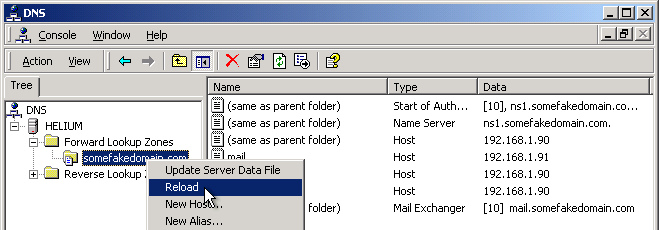 DNS
Console Window Help
Action View
Tree
Name Type Data
DNS
HELIUM
Forward Lookup Zones
somefakedomain.com
Reverse Lookup
(same as parent folder) Start of Auth... [10], ns1.somefakedomain.co...
(same as parent folder) Name Server ns1.somefakedomain.com.
(same as parent folder) Host 192.168.1.90
mail Host 192.168.1.91
Host 192.168.1.90
Host 192.168.1.90
folder) Mail Exchanger [10] mail.somefakedomain.com
Update Server Data File
Reload
New Host...
New Alias...